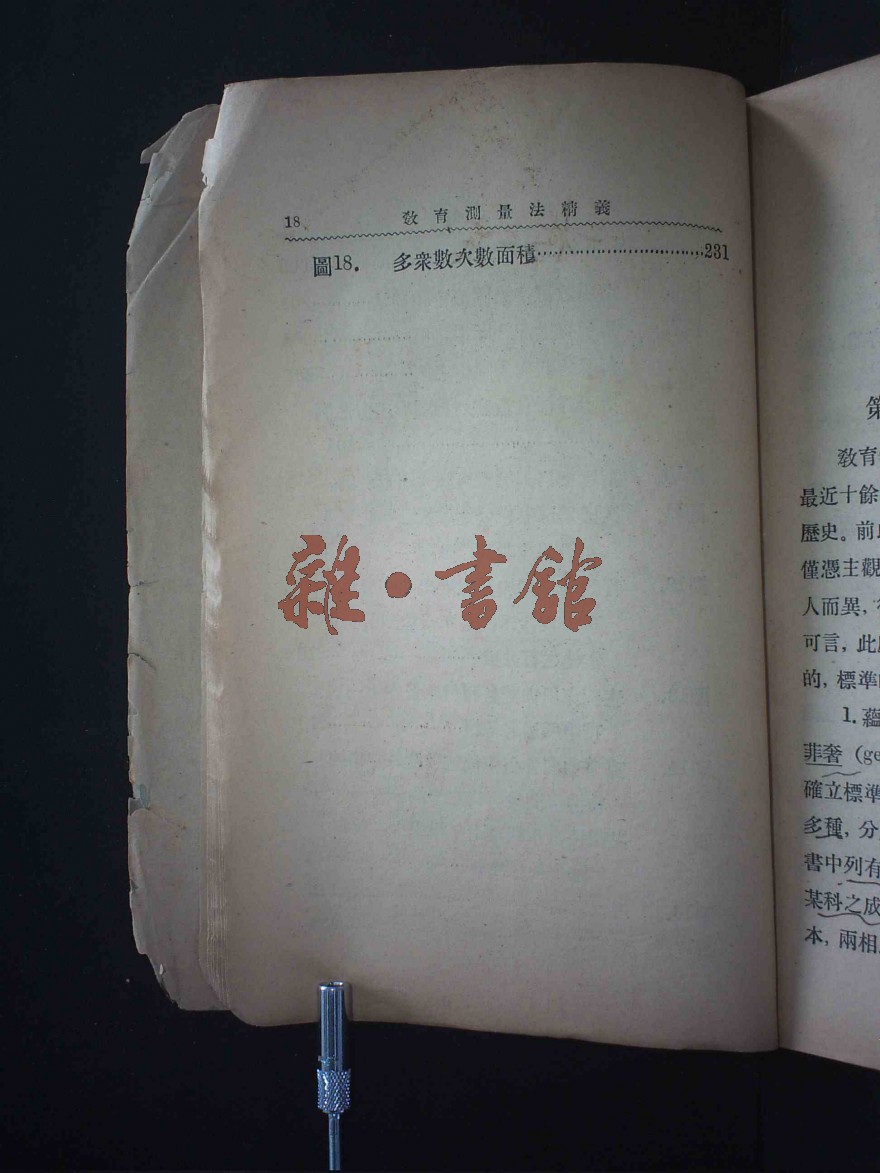 18 教育測量法精義
圖18. 多衆數次數面積…………………………231
雜·書館
教育
最近十餘
歷史。前
僅憑主觀
人而異,
可言, 此
的, 標準
1. 蘊
菲奢 (ge
確立標準
多種, 分
書中列有
某科之成
本, 兩相